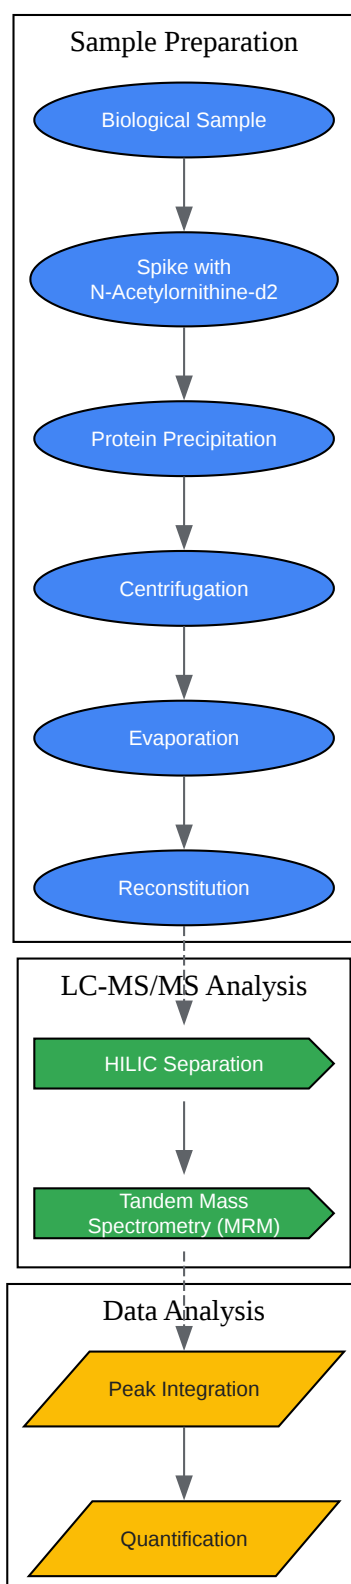 Sample Preparation
Biological Sample
Spike with
N-Acetylornithine-d2
Protein Precipitation
Centrifugation
Evaporation
Reconstitution
LC-MS/MS Analysis
HILIC Separation
Tandem Mass
Spectrometry (MRM)
Data Analysis
Peak Integration
Quantification